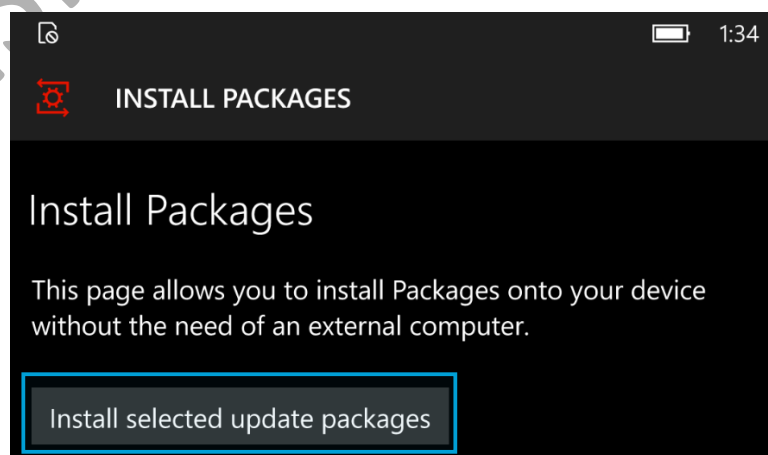 1:34
INSTALL PACKAGES
Install Packages
This page allows you to install Packages onto your device
without the need of an external computer.
Install selected update packages